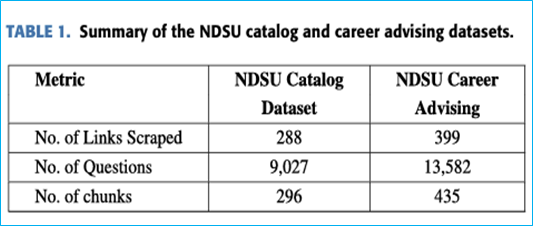 TABLE 1. Summary of the NDSU catalog and career advising datasets.
Metric NDSU Catalog Dataset NDSU Career Advising
No. of Links Scraped 288 399
No. of Questions 9,027 13,582
No. of chunks 296 435